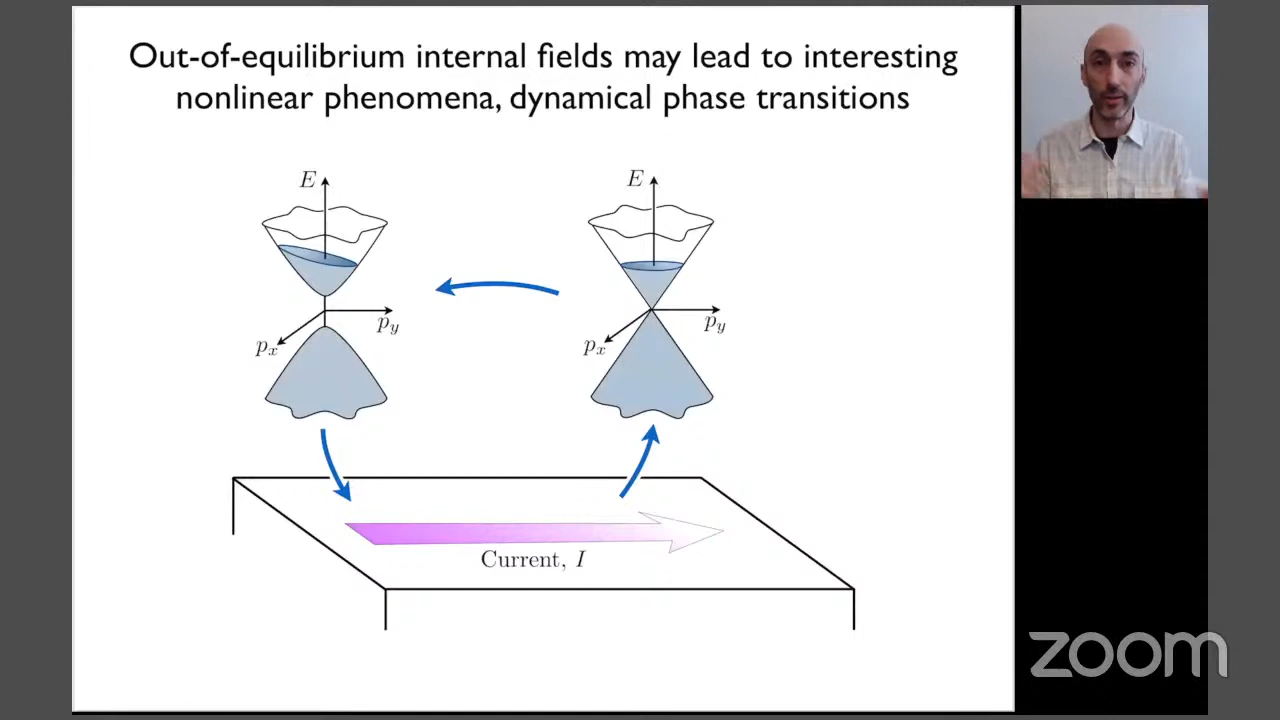 Out-of-equilibrium internal fields may lead to interesting
nonlinear phenomena, dynamical phase transitions
E
p_y
p_x
E
p_y
p_x
Current, I
zoom